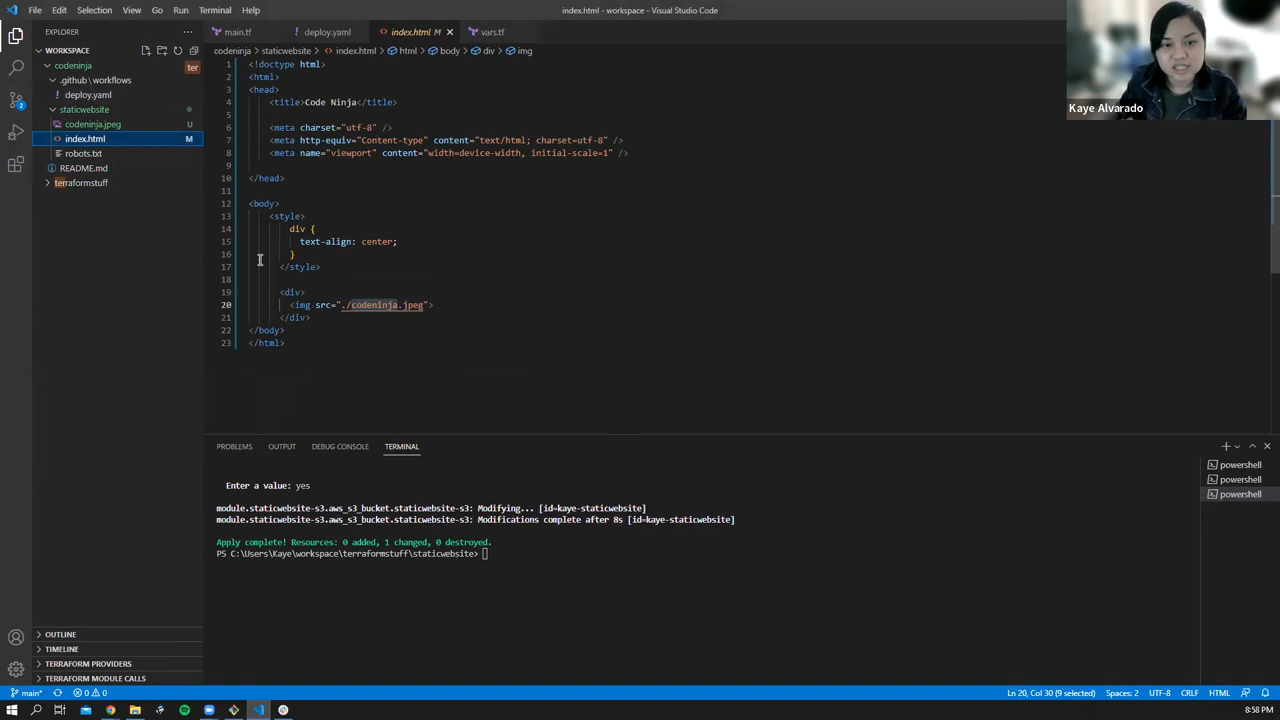 File Edit Selection View Go Run Terminal Help
index.html - workspace - Visual Studio Code
EXPLORER
WORKSPACE
codeninja
ter
.github \ workflows
deploy.yaml
staticwebsite
codeninja.jpeg U
index.html M
robots.txt
README.md
terraformstuff
main.tf
deploy.yaml
index.html M
vars.tf
codeninja > staticwebsite > index.html > html > body > div > img
1 <!doctype html>
2 <html>
3 <head>
4 <title>Code Ninja</title>
5
6 <meta charset="utf-8" />
7 <meta http-equiv="Content-type" content="text/html; charset=utf-8" />
8 <meta name="viewport" content="width=device-width, initial-scale=1" />
9
10 </head>
11
12 <body>
13 <style>
14 div {
15 text-align: center;
16 }
17 </style>
18
19 <div>
20 <img src="./codeninja.jpeg">
21 </div>
22 </body>
23 </html>
Kaye Alvarado
PROBLEMS OUTPUT DEBUG CONSOLE TERMINAL
Enter a value: yes
module.staticwebsite-s3.aws_s3_bucket.staticwebsite-s3: Modifying... [id=kaye-staticwebsite]
module.staticwebsite-s3.aws_s3_bucket.staticwebsite-s3: Modifications complete after 8s [id=kaye-staticwebsite]
Apply complete! Resources: 0 added, 1 changed, 0 destroyed.
PS C:\Users\Kaye\workspace\terraformstuff\staticwebsite>
powershell
powershell
powershell
OUTLINE
TIMELINE
TERRAFORM PROVIDERS
TERRAFORM MODULE CALLS
2
main*
0 0
Ln 20, Col 30 (9 selected)
Spaces: 2
UTF-8
CRLF
HTML
8:58 PM